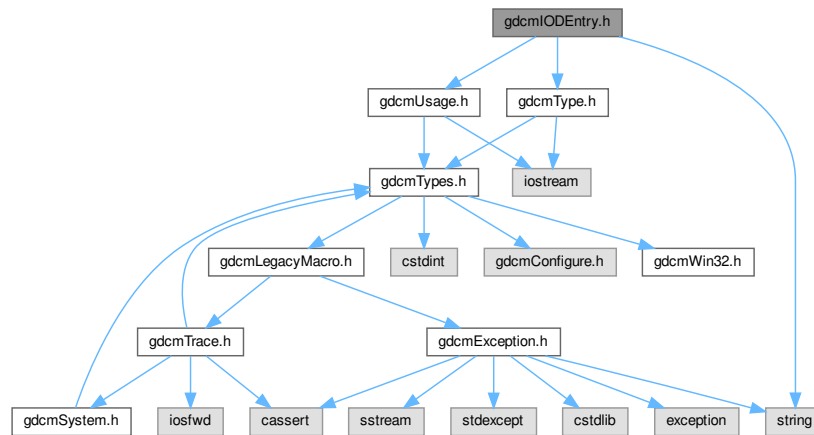 gdcmIODEntry.h
gdcmUsage.h
gdcmType.h
gdcmTypes.h
iostream
gdcmLegacyMacro.h
cstdint
gdcmConfigure.h
gdcmWin32.h
gdcmTrace.h
gdcmException.h
gdcmSystem.h
iosfwd
cassert
sstream
stdexcept
cstdlib
exception
string